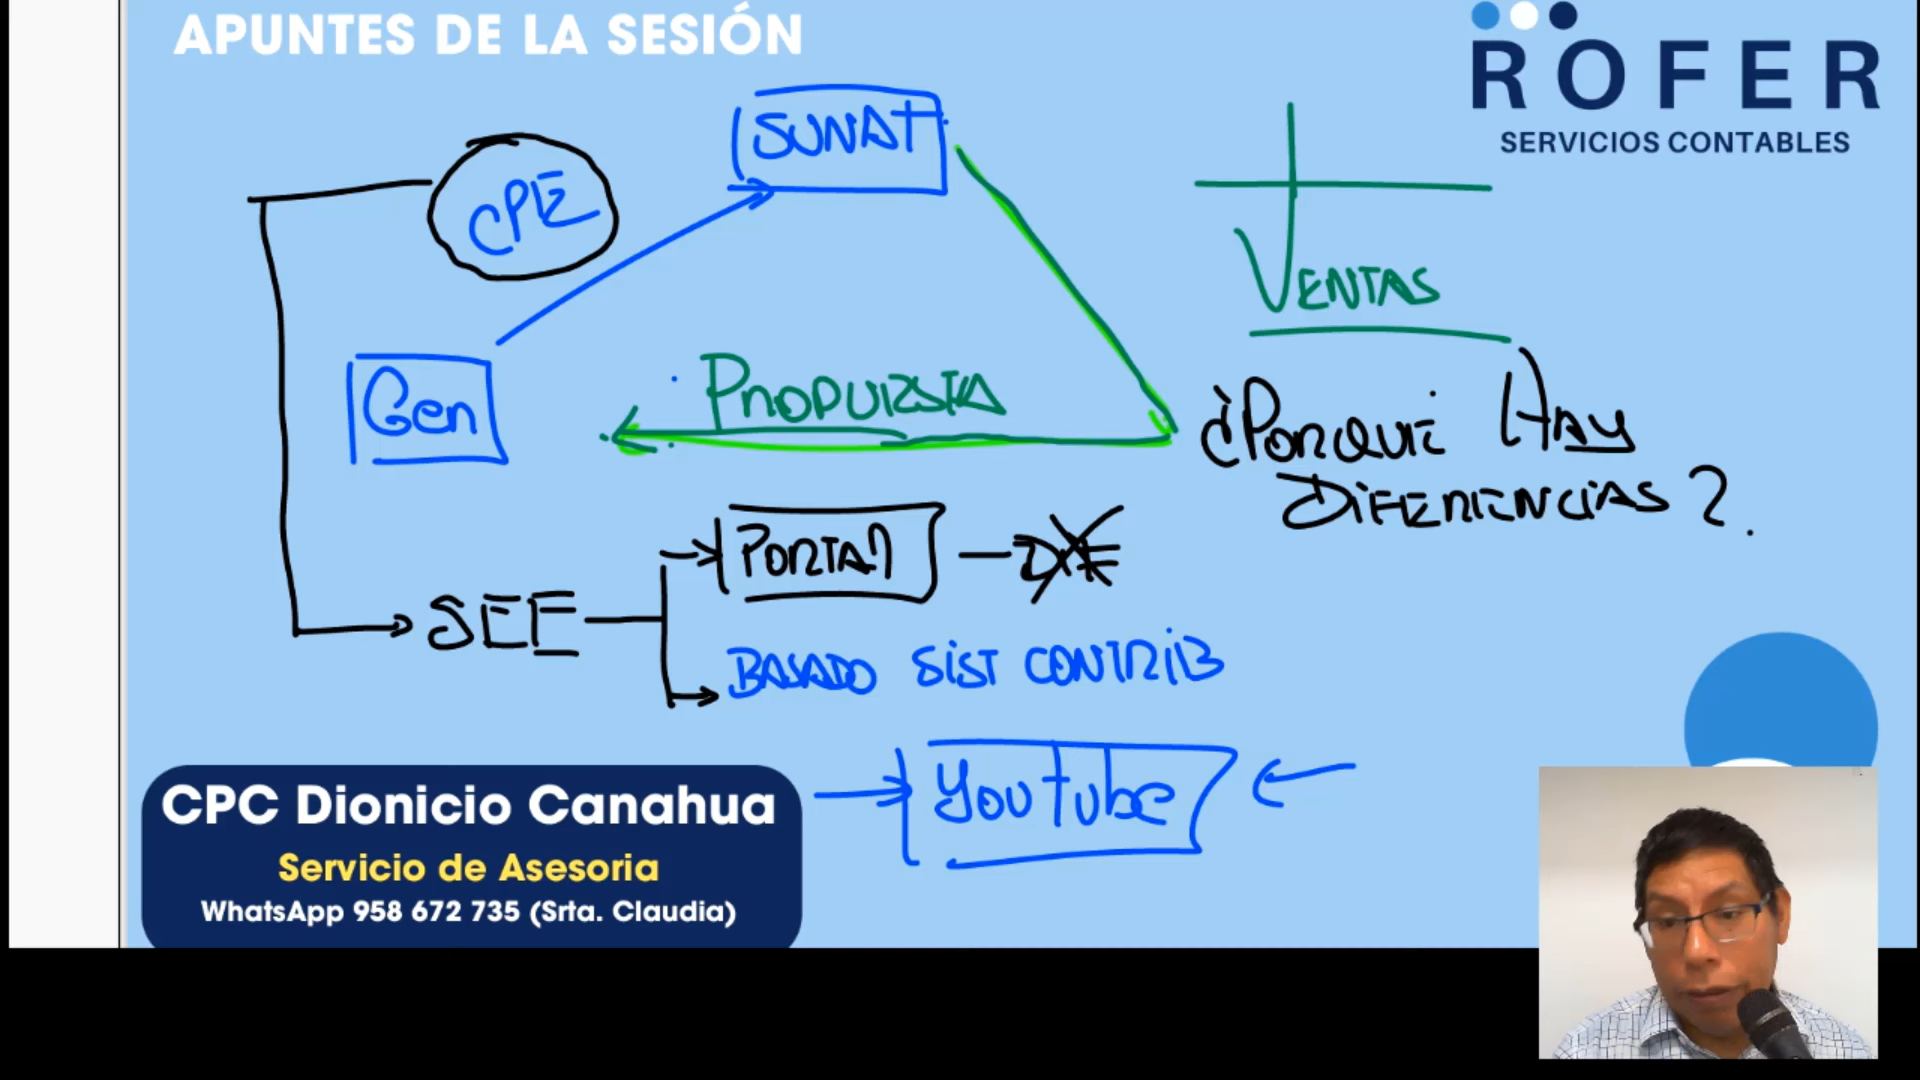 APUNTES DE LA SESIÓN
ROFER
SERVICIOS CONTABLES
SUNAT
CPE
VENTAS
Gen
PROPUESTA
¿PORQUE HAY
DIFERENCIAS?
PORTAL
SEE
BASADO SIST CONTRIB
YouTube
CPC Dionicio Canahua
Servicio de Asesoria
WhatsApp 958 672 735 (Srta. Claudia)